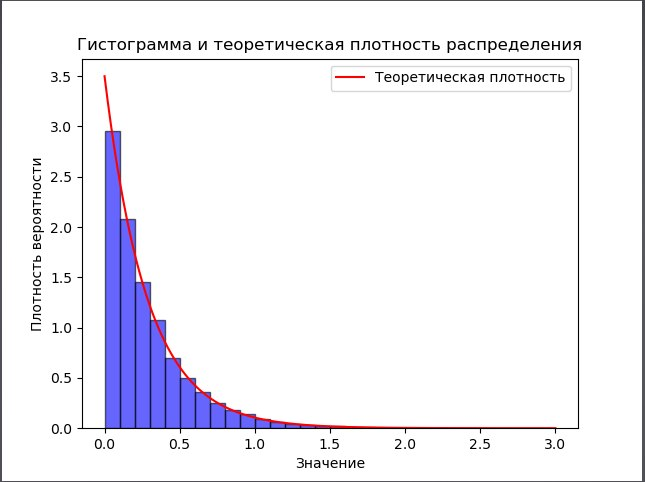 Гистограмма и теоретическая плотность распределения
Теоретическая плотность
Плотность вероятности
3.5
3.0
2.5
2.0
1.5
1.0
0.5
0.0
0.0 0.5 1.0 1.5 2.0 2.5 3.0
Значение